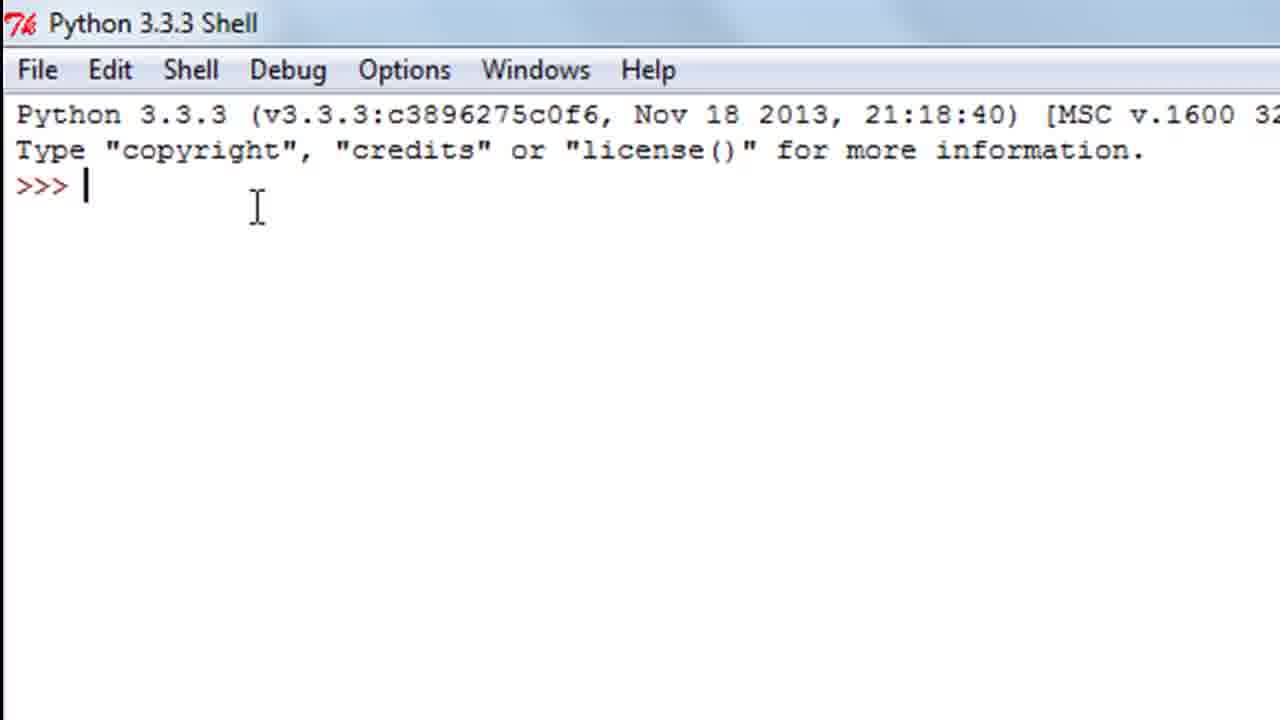 Python 3.3.3 Shell
File Edit Shell Debug Options Windows Help
Python 3.3.3 (v3.3.3:c3896275c0f6, Nov 18 2013, 21:18:40) [MSC v.1600 32
Type "copyright", "credits" or "license()" for more information.
>>>